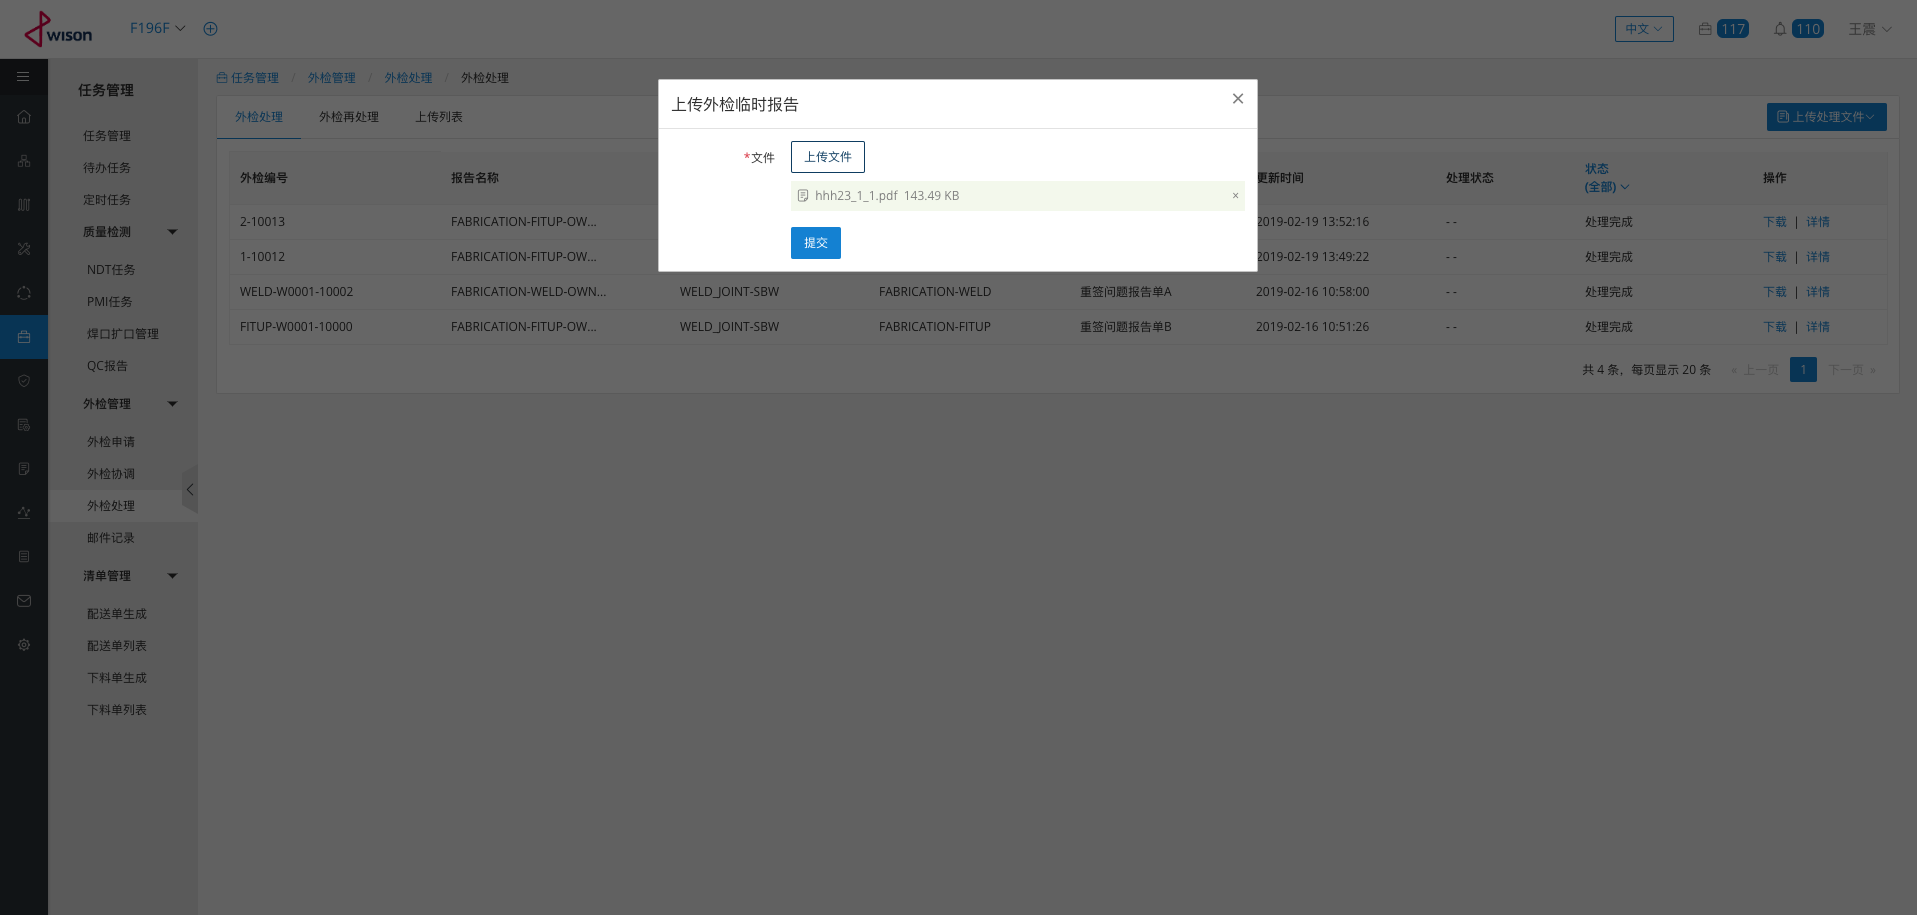 wison
F196F
中文
117
110
王震
任务管理
任务管理 / 外检管理 / 外检处理 / 外检处理
任务管理
待办任务
定时任务
质量检测
NDT任务
PMI任务
焊口扩口管理
QC报告
外检管理
外检申请
外检协调
外检处理
邮件记录
清单管理
配送单生成
配送单列表
下料单生成
下料单列表
外检处理 外检再处理 上传列表
上传处理文件
上传外检临时报告
*文件 上传文件
hhh23_1_1.pdf 143.49 KB
提交
外检编号 报告名称 更新时间 处理状态 状态 操作
(全部)
2-10013 FABRICATION-FITUP-OW... 2019-02-19 13:52:16 - - 处理完成 下载 | 详情
1-10012 FABRICATION-FITUP-OW... 2019-02-19 13:49:22 - - 处理完成 下载 | 详情
WELD-W0001-10002 FABRICATION-WELD-OWN... WELD_JOINT-SBW FABRICATION-WELD 重签问题报告单A 2019-02-16 10:58:00 - - 处理完成 下载 | 详情
FITUP-W0001-10000 FABRICATION-FITUP-OW... WELD_JOINT-SBW FABRICATION-FITUP 重签问题报告单B 2019-02-16 10:51:26 - - 处理完成 下载 | 详情
共 4 条，每页显示 20 条 « 上一页 1 下一页 »